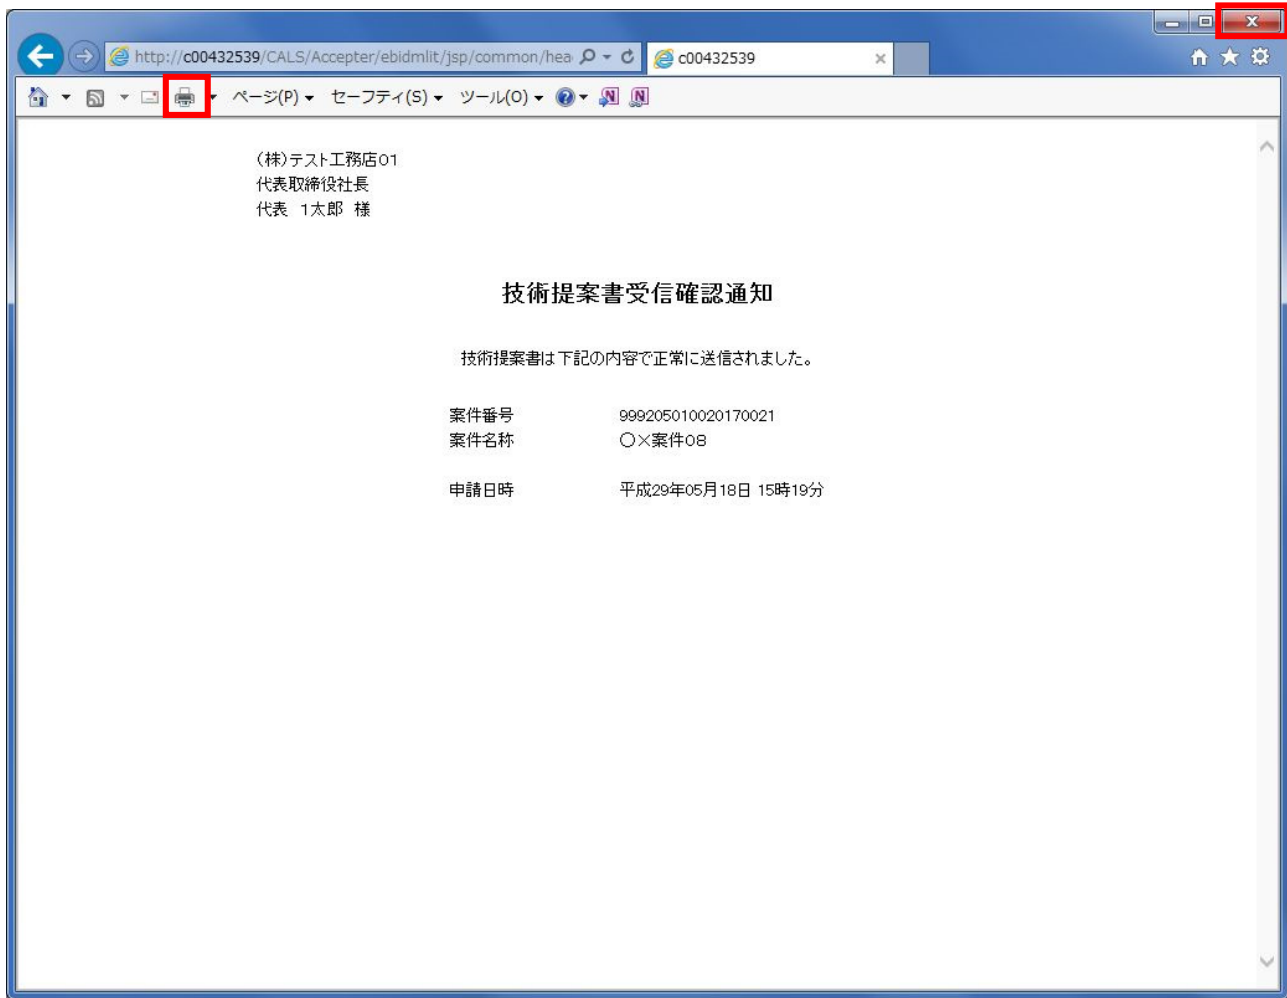 http://c00432539/CALS/Accepter/ebidmlit/jsp/common/hea
c00432539
ページ(P) セーフティ(S) ツール(O)
(株)テスト工務店01
代表取締役社長
代表 1太郎 様
技術提案書受信確認通知
技術提案書は下記の内容で正常に送信されました。
案件番号 999205010020170021
案件名称 〇×案件08
申請日時 平成29年05月18日 15時19分